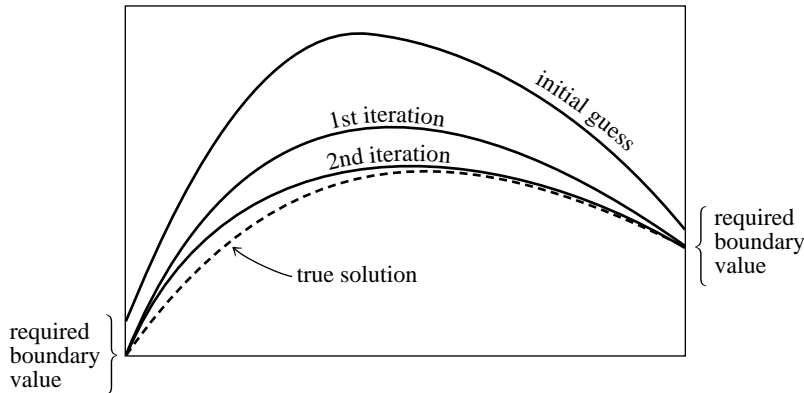 initial guess
1st iteration
2nd iteration
true solution
required
boundary
value
required
boundary
value